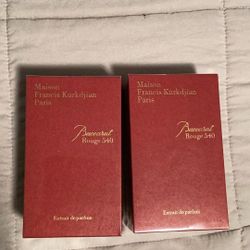 Maison
Francis Kurkdjian
Paris
Baccarat
Rouge 540
Extrait de parfum
Maison
Francis Kurkdjian
Paris
Baccarat
Rouge 540
Extrait de parfum